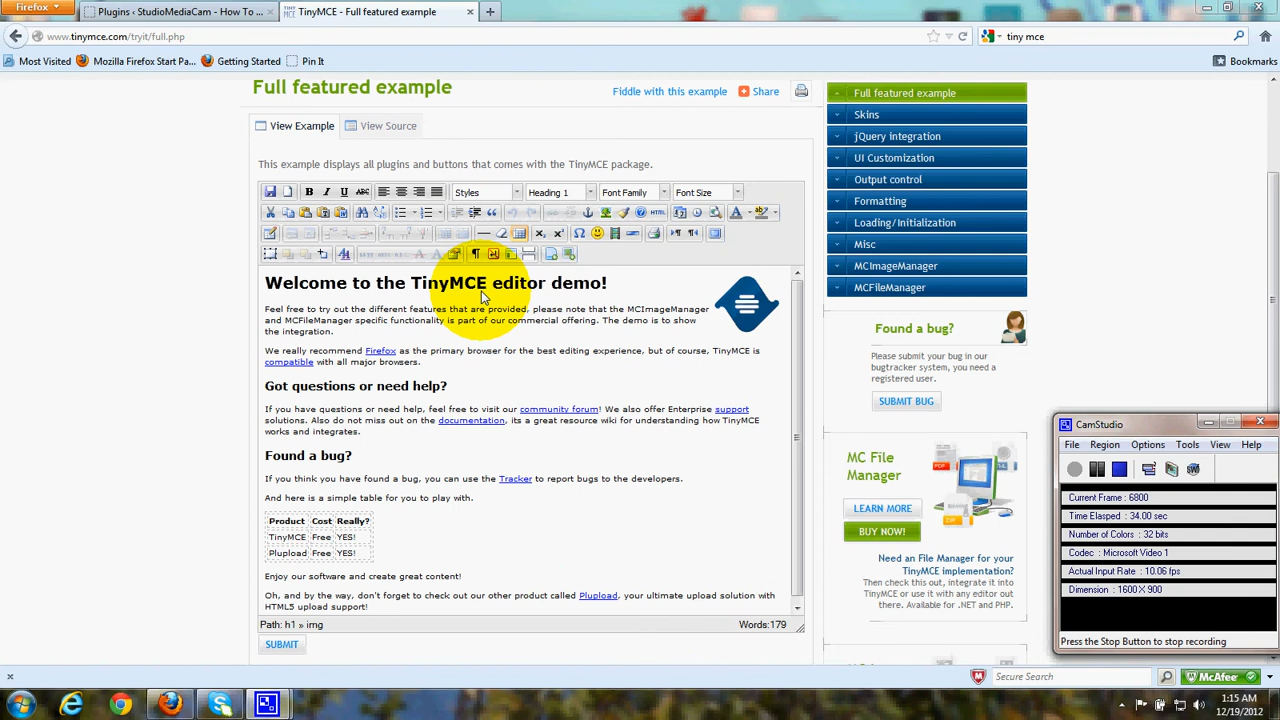 Firefox
Plugins ‹ StudioMediaCam - How To ...
TinyMCE - Full featured example
www.tinymce.com/tryit/full.php
tiny mce
Most Visited
Mozilla Firefox Start Pa...
Getting Started
Pin It
Bookmarks
Full featured example
Fiddle with this example
Share
View Example
View Source
This example displays all plugins and buttons that comes with the TinyMCE package.
B I U ABC
Styles
Heading 1
Font Family
Font Size
HTML
Welcome to the TinyMCE editor demo!
Feel free to try out the different features that are provided, please note that the MCImageManager
and MCFileManager specific functionality is part of our commercial offering. The demo is to show
the integration.
We really recommend Firefox as the primary browser for the best editing experience, but of course, TinyMCE is
compatible with all major browsers.
Got questions or need help?
If you have questions or need help, feel free to visit our community forum! We also offer Enterprise support
solutions. Also do not miss out on the documentation, its a great resource wiki for understanding how TinyMCE
works and integrates.
Found a bug?
If you think you have found a bug, you can use the Tracker to report bugs to the developers.
And here is a simple table for you to play with.
Product Cost Really?
TinyMCE Free YES!
Plupload Free YES!
Enjoy our software and create great content!
Oh, and by the way, don't forget to check out our other product called Plupload, your ultimate upload solution with
HTML5 upload support!
Path: h1 » img
Words:179
SUBMIT
Full featured example
Skins
jQuery integration
UI Customization
Output control
Formatting
Loading/Initialization
Misc
MCImageManager
MCFileManager
Found a bug?
Please submit your bug in our
bugtracker system, you need a
registered user.
SUBMIT BUG
MC File
Manager
LEARN MORE
BUY NOW!
Need an File Manager for your
TinyMCE implementation?
Then check this out, integrate it into
TinyMCE or use it with any editor out
there. Available for .NET and PHP.
CamStudio
File Region Options Tools View Help
Current Frame : 6800
Time Elasped : 34.00 sec
Number of Colors : 32 bits
Codec : Microsoft Video 1
Actual Input Rate : 10.06 fps
Dimension : 1600 X 900
Press the Stop Button to stop recording
Secure Search
McAfee
1:15 AM
12/19/2012